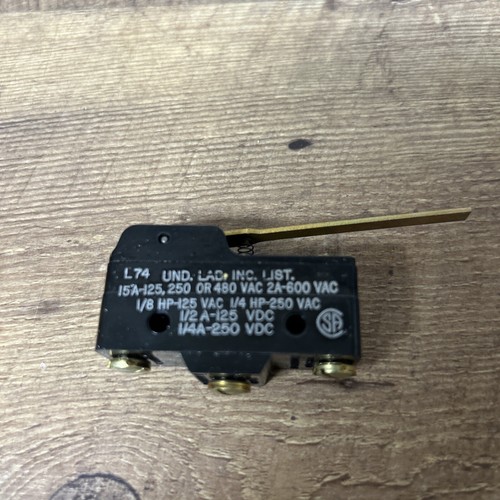 L74 UND. LAB. INC. LIST.
15A-125, 250 OR 480 VAC 2A-600 VAC
1/8 HP-125 VAC 1/4 HP-250 VAC
1/2 A-125 VDC
1/4A-250 VDC
SA